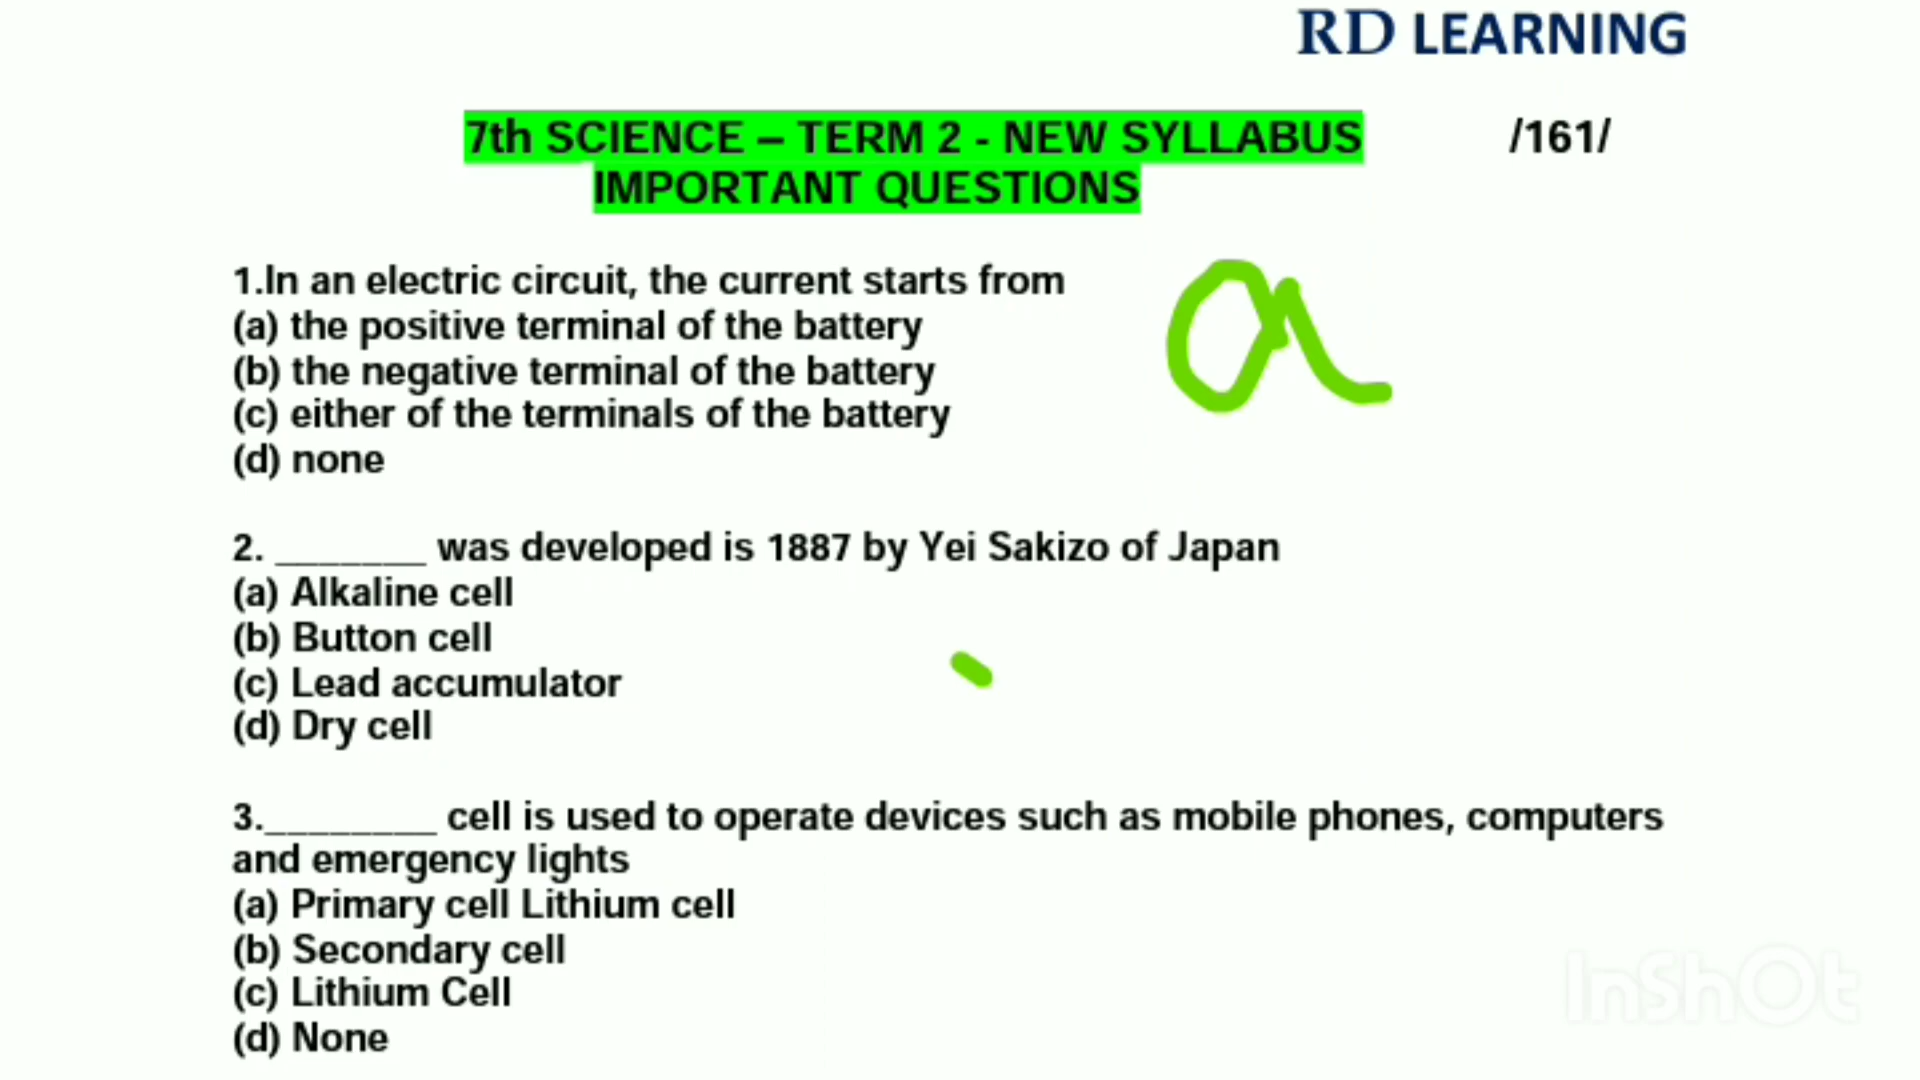 RD LEARNING
7th SCIENCE – TERM 2 - NEW SYLLABUS /161/
IMPORTANT QUESTIONS
1.In an electric circuit, the current starts from
(a) the positive terminal of the battery
(b) the negative terminal of the battery
(c) either of the terminals of the battery
(d) none
a
2. _______ was developed is 1887 by Yei Sakizo of Japan
(a) Alkaline cell
(b) Button cell
(c) Lead accumulator
(d) Dry cell
3.________ cell is used to operate devices such as mobile phones, computers
and emergency lights
(a) Primary cell Lithium cell
(b) Secondary cell
(c) Lithium Cell
(d) None
InShOt